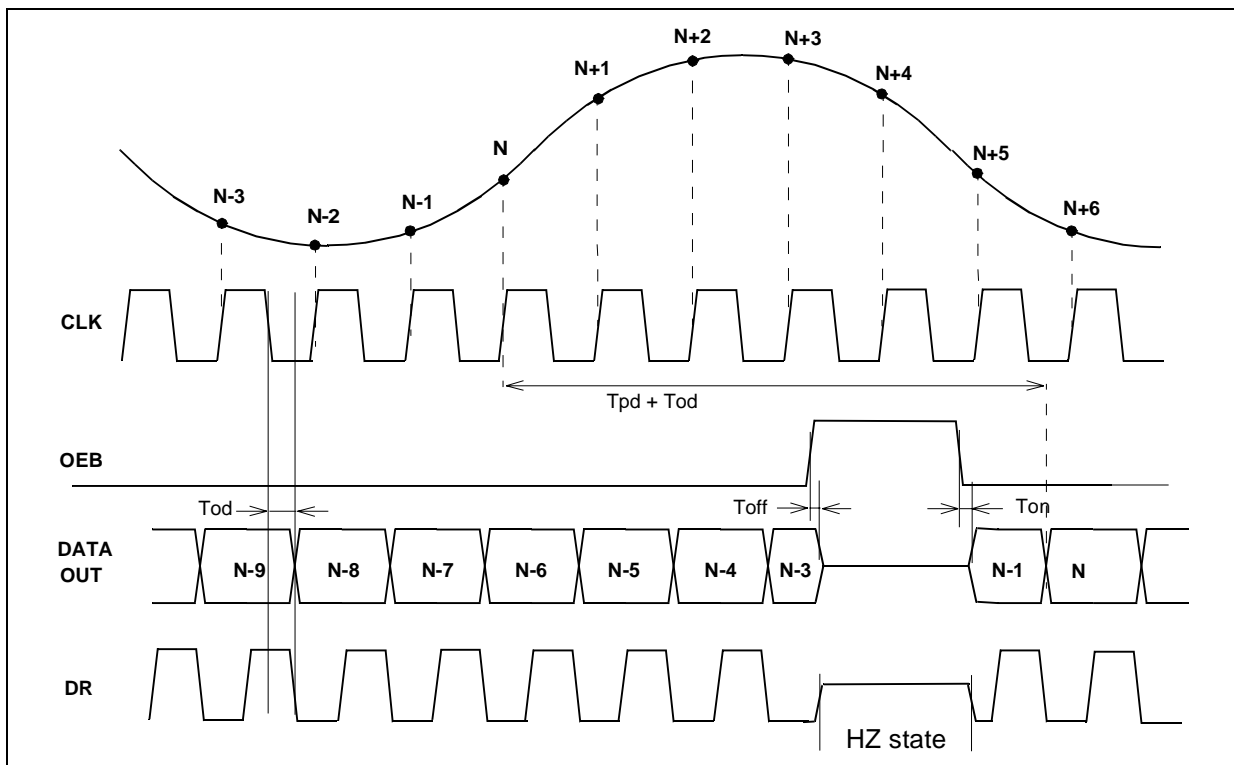 N+2
N+3
N+1
N+4
N
N+5
N-3
N-2
N-1
N+6
CLK
Tpd + Tod
OEB
Tod
Toff
Ton
DATA
OUT
N-9
N-8
N-7
N-6
N-5
N-4
N-3
N-1
N
DR
HZ state